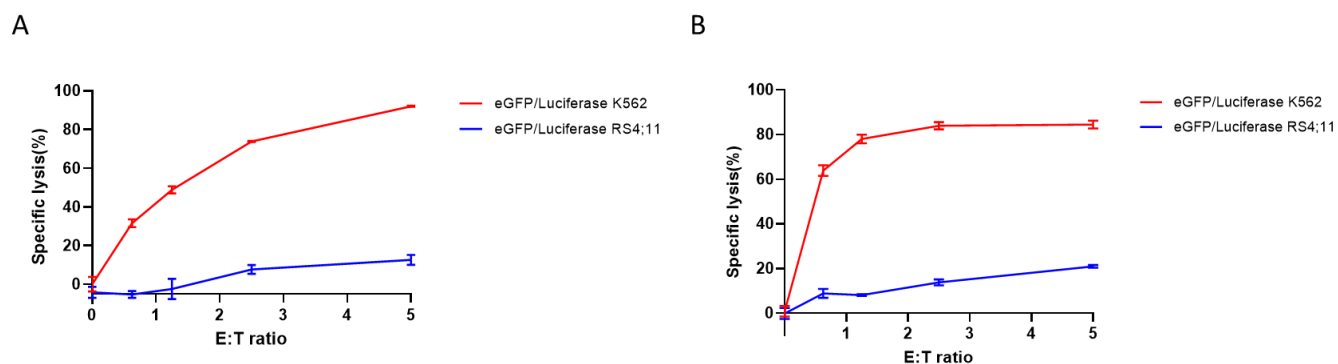 A
B
100
80
60
40
20
0
Specific lysis(%)
0 1 2 3 4 5
E:T ratio
eGFP/Luciferase K562
eGFP/Luciferase RS4;11
100
80
60
40
20
0
Specific lysis(%)
1 2 3 4 5
E:T ratio
eGFP/Luciferase K562
eGFP/Luciferase RS4;11